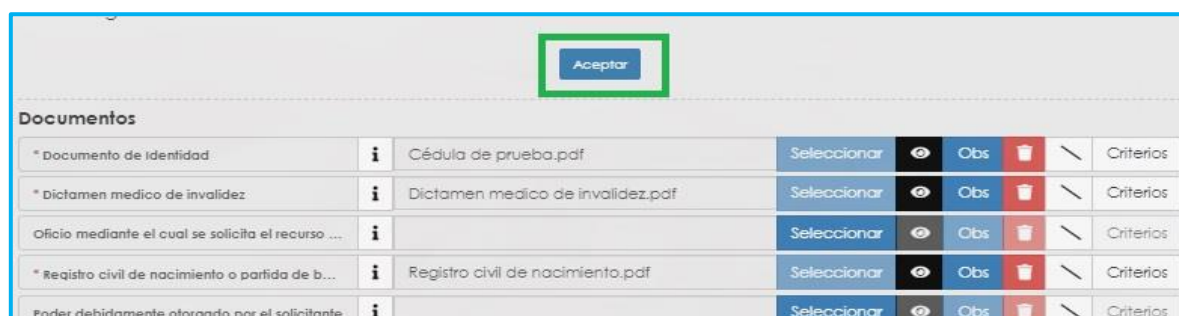 Aceptar
Documentos
* Documento de Identidad i Cédula de prueba.pdf Seleccionar Obs Criterios
* Dictamen medico de invalidez i Dictamen medico de invalidez.pdf Seleccionar Obs Criterios
Oficio mediante el cual se solicita el recurso ... i Seleccionar Obs Criterios
* Registro civil de nacimiento o partida de b... i Registro civil de nacimiento.pdf Seleccionar Obs Criterios
Poder debidamente otorgado por el solicitante i Seleccionar Obs Criterios